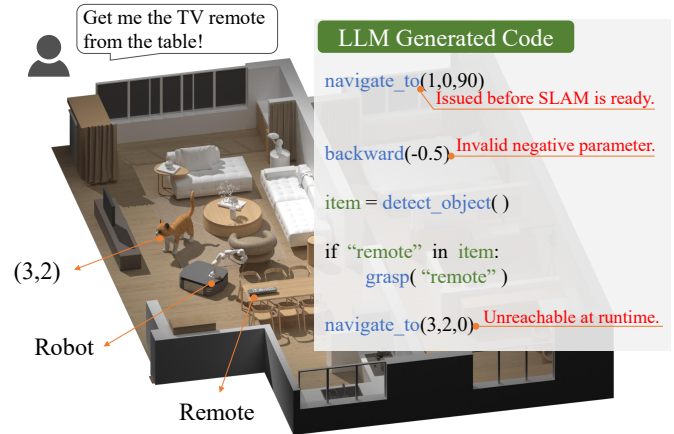 Get me the TV remote
from the table!
LLM Generated Code
navigate_to(1,0,90)
Issued before SLAM is ready.
backward(-0.5)
Invalid negative parameter.
item = detect_object( )
if “remote” in item:
grasp( “remote” )
navigate_to(3,2,0)
Unreachable at runtime.
(3,2)
Robot
Remote